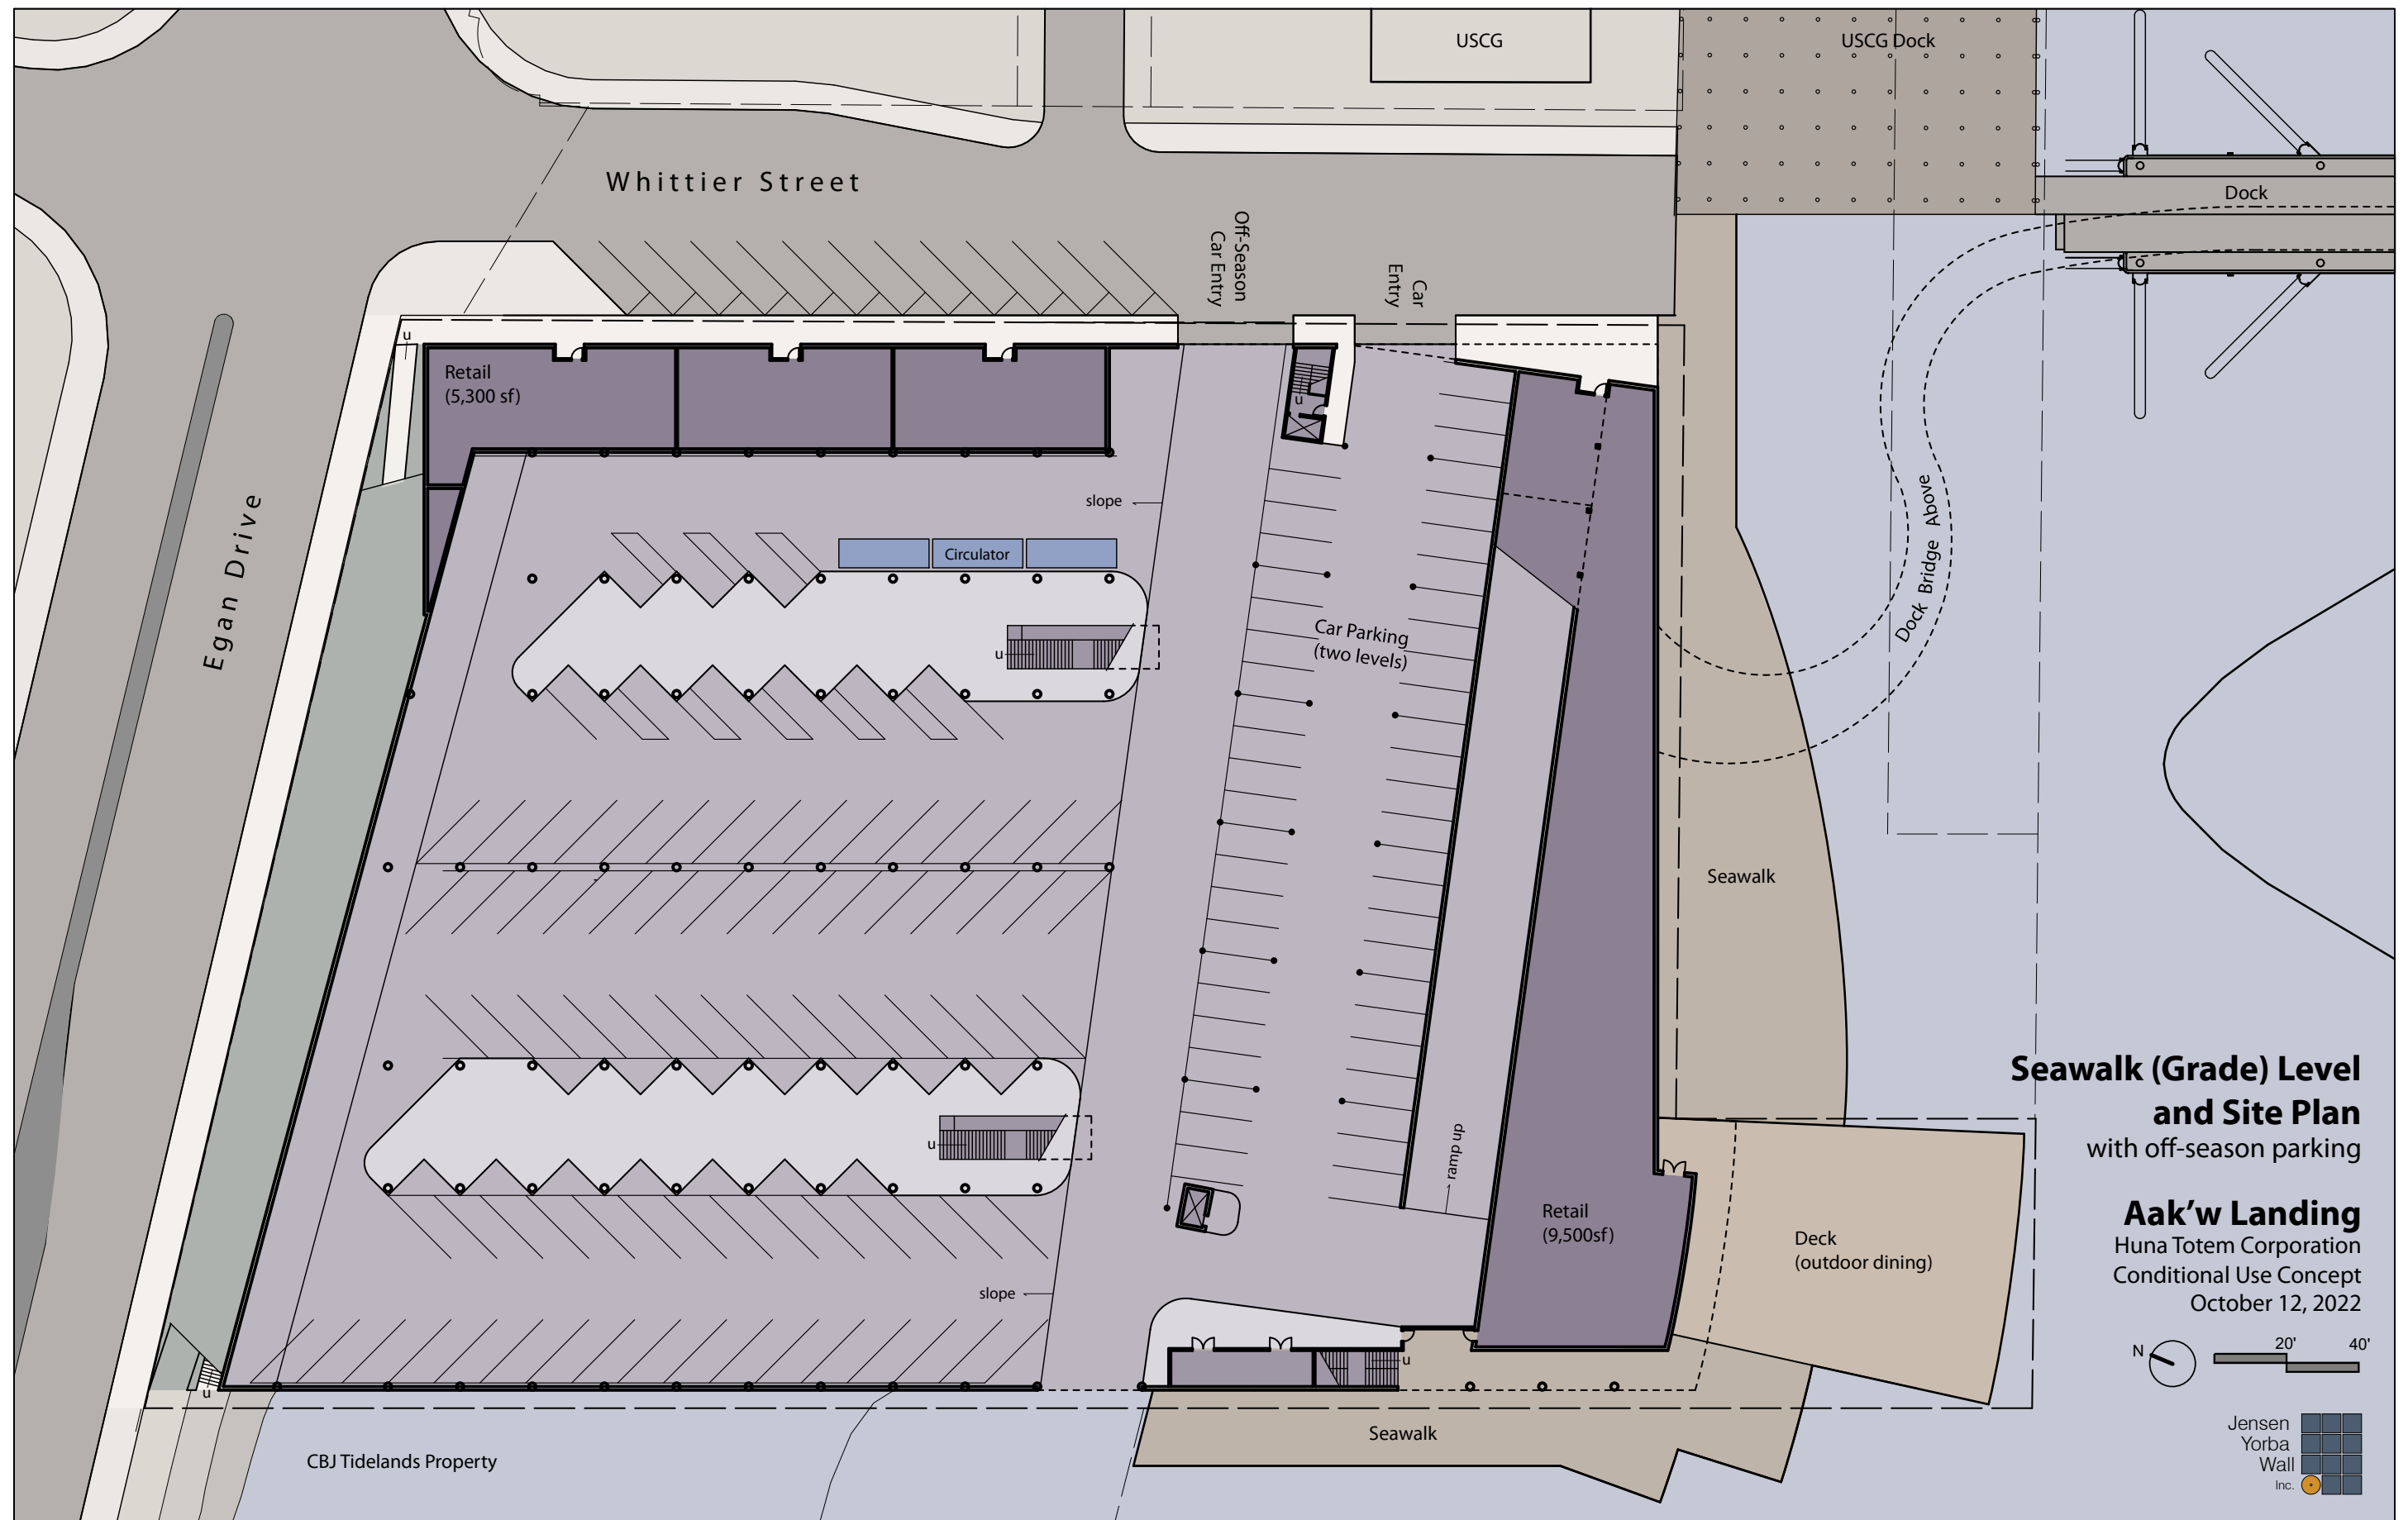 USCG
USCG Dock
Whittier Street
Dock
Off-Season
Car Entry
Car
Entry
u
Retail
(5,300 sf)
u
slope
Circulator
Egan Drive
Dock Bridge Above
Car Parking
(two levels)
u
Seawalk
Seawalk (Grade) Level
and Site Plan
with off-season parking
u
ramp up
Aak’w Landing
Huna Totem Corporation
Conditional Use Concept
October 12, 2022
Retail
(9,500sf)
Deck
(outdoor dining)
slope
N
20'
40'
u
u
Seawalk
CBJ Tidelands Property
Jensen
Yorba
Wall
Inc.